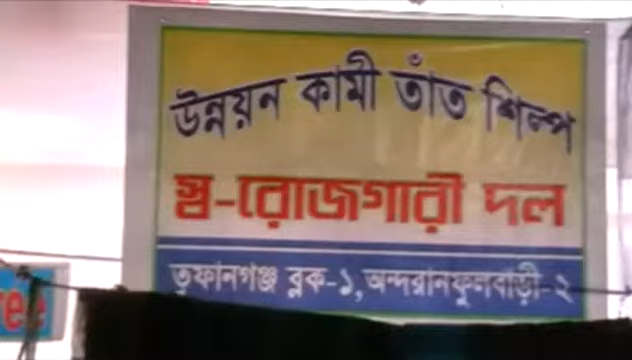 উন্নয়ন কামী তাঁত শিল্প
স্ব-রোজগারী দল
তুফানগঞ্জ ব্লক-১, অন্দরানফুলবাড়ী-২